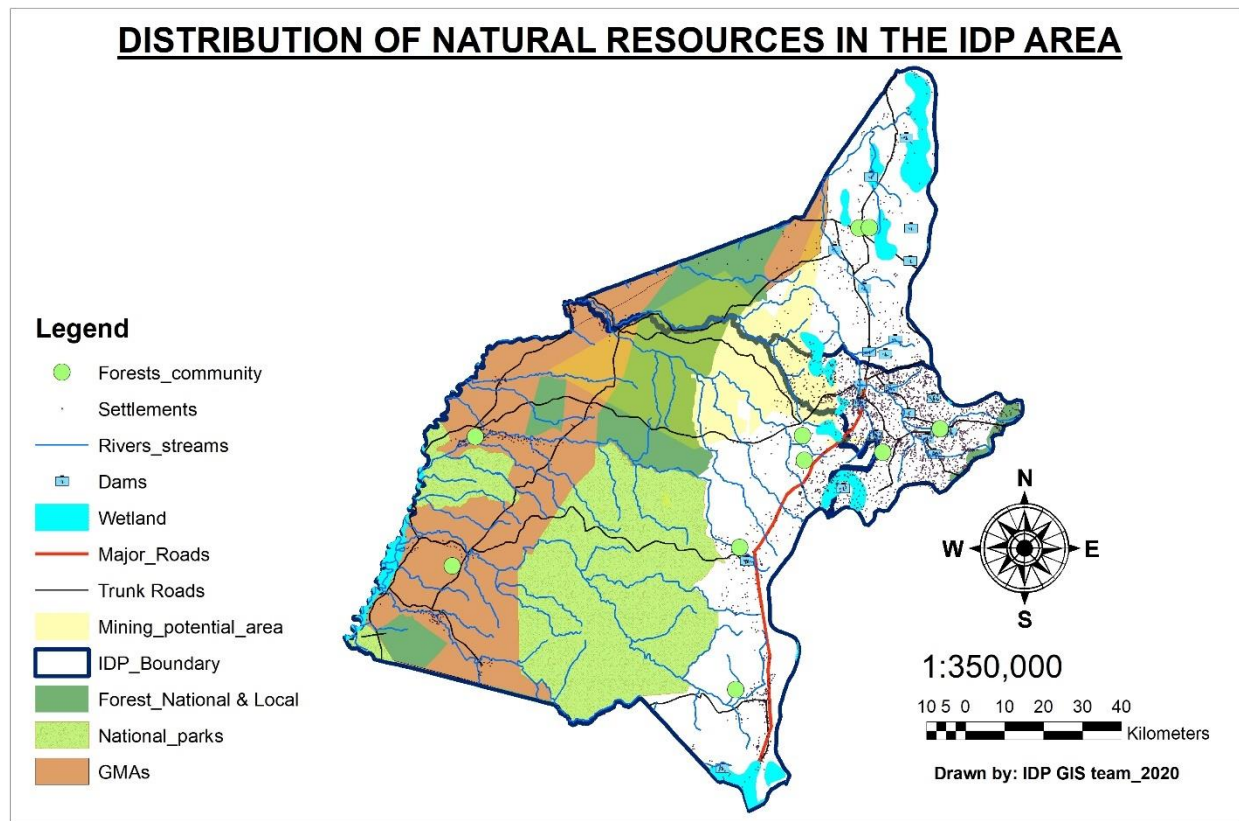 DISTRIBUTION OF NATURAL RESOURCES IN THE IDP AREA
Legend
Forests_community
Settlements
Rivers_streams
Dams
Wetland
Major_Roads
Trunk Roads
Mining_potential_area
IDP_Boundary
Forest_National & Local
National_parks
GMAs
N
W E
S
1:350,000
10 5 0 10 20 30 40
Kilometers
Drawn by: IDP GIS team_2020